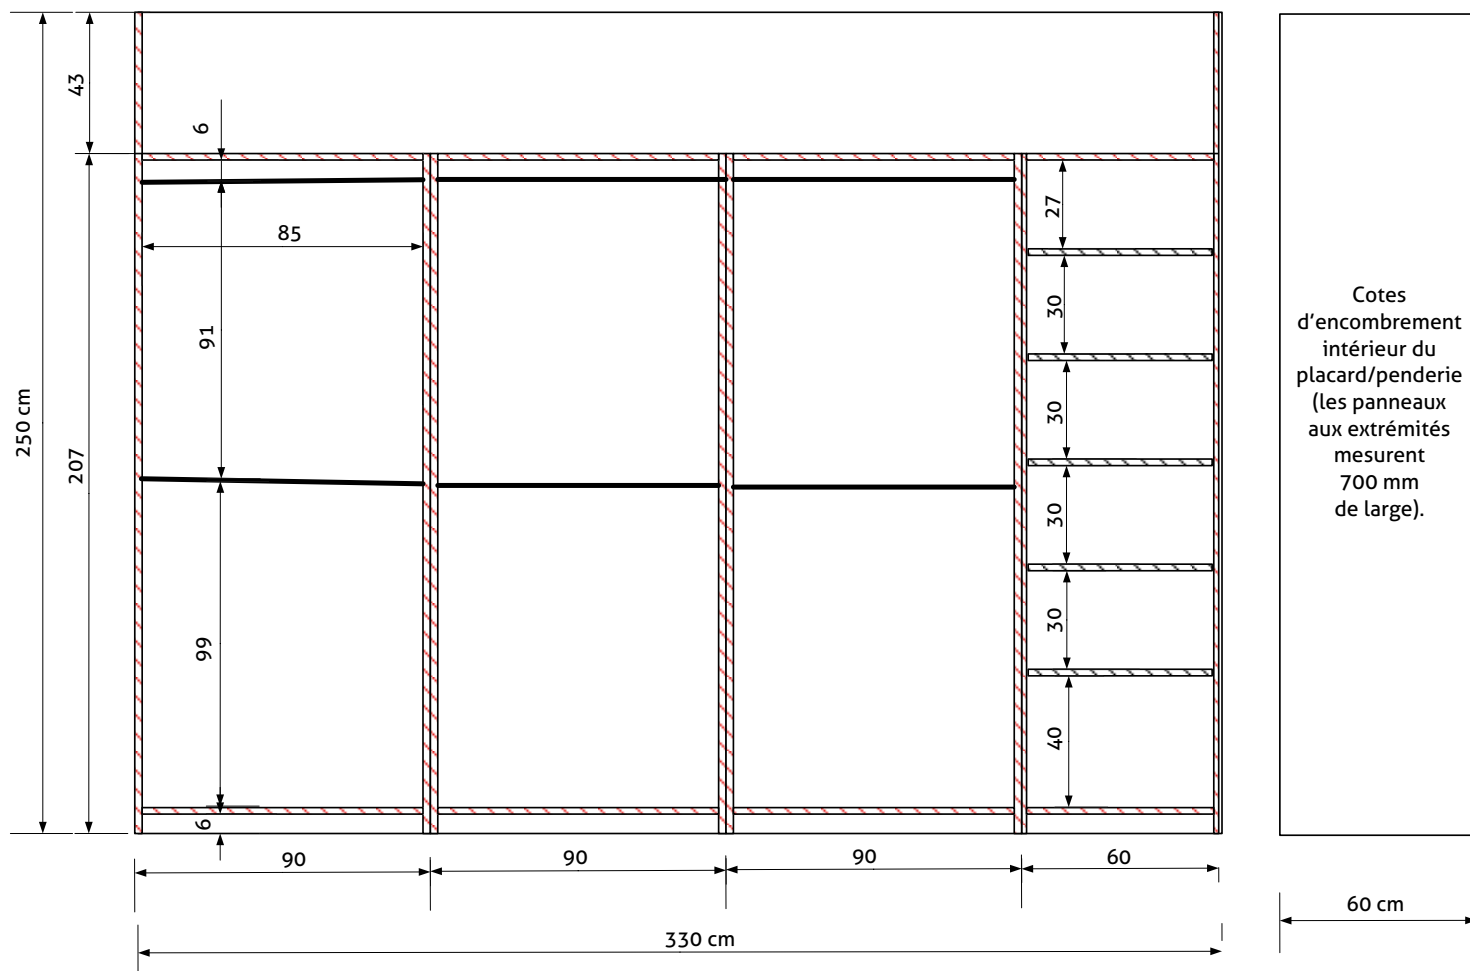 43
6
27
85
30
91
30
250 cm
207
30
99
30
40
6
90
90
90
60
330 cm
Cotes
d’encombrement
intérieur du
placard/penderie
(les panneaux
aux extrémités
mesurent
700 mm
de large).
60 cm